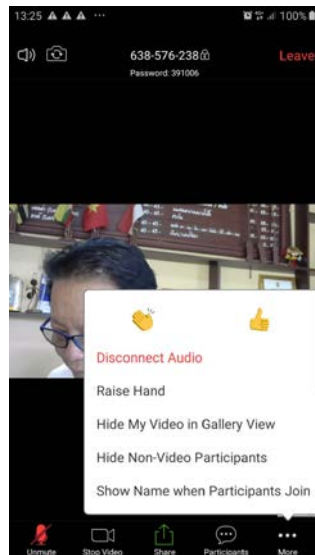 13:25
100%
638-576-238
Leave
Password: 391006
Disconnect Audio
Raise Hand
Hide My Video in Gallery View
Hide Non-Video Participants
Show Name when Participants Join
Unmute
Stop Video
Share
Participants
More